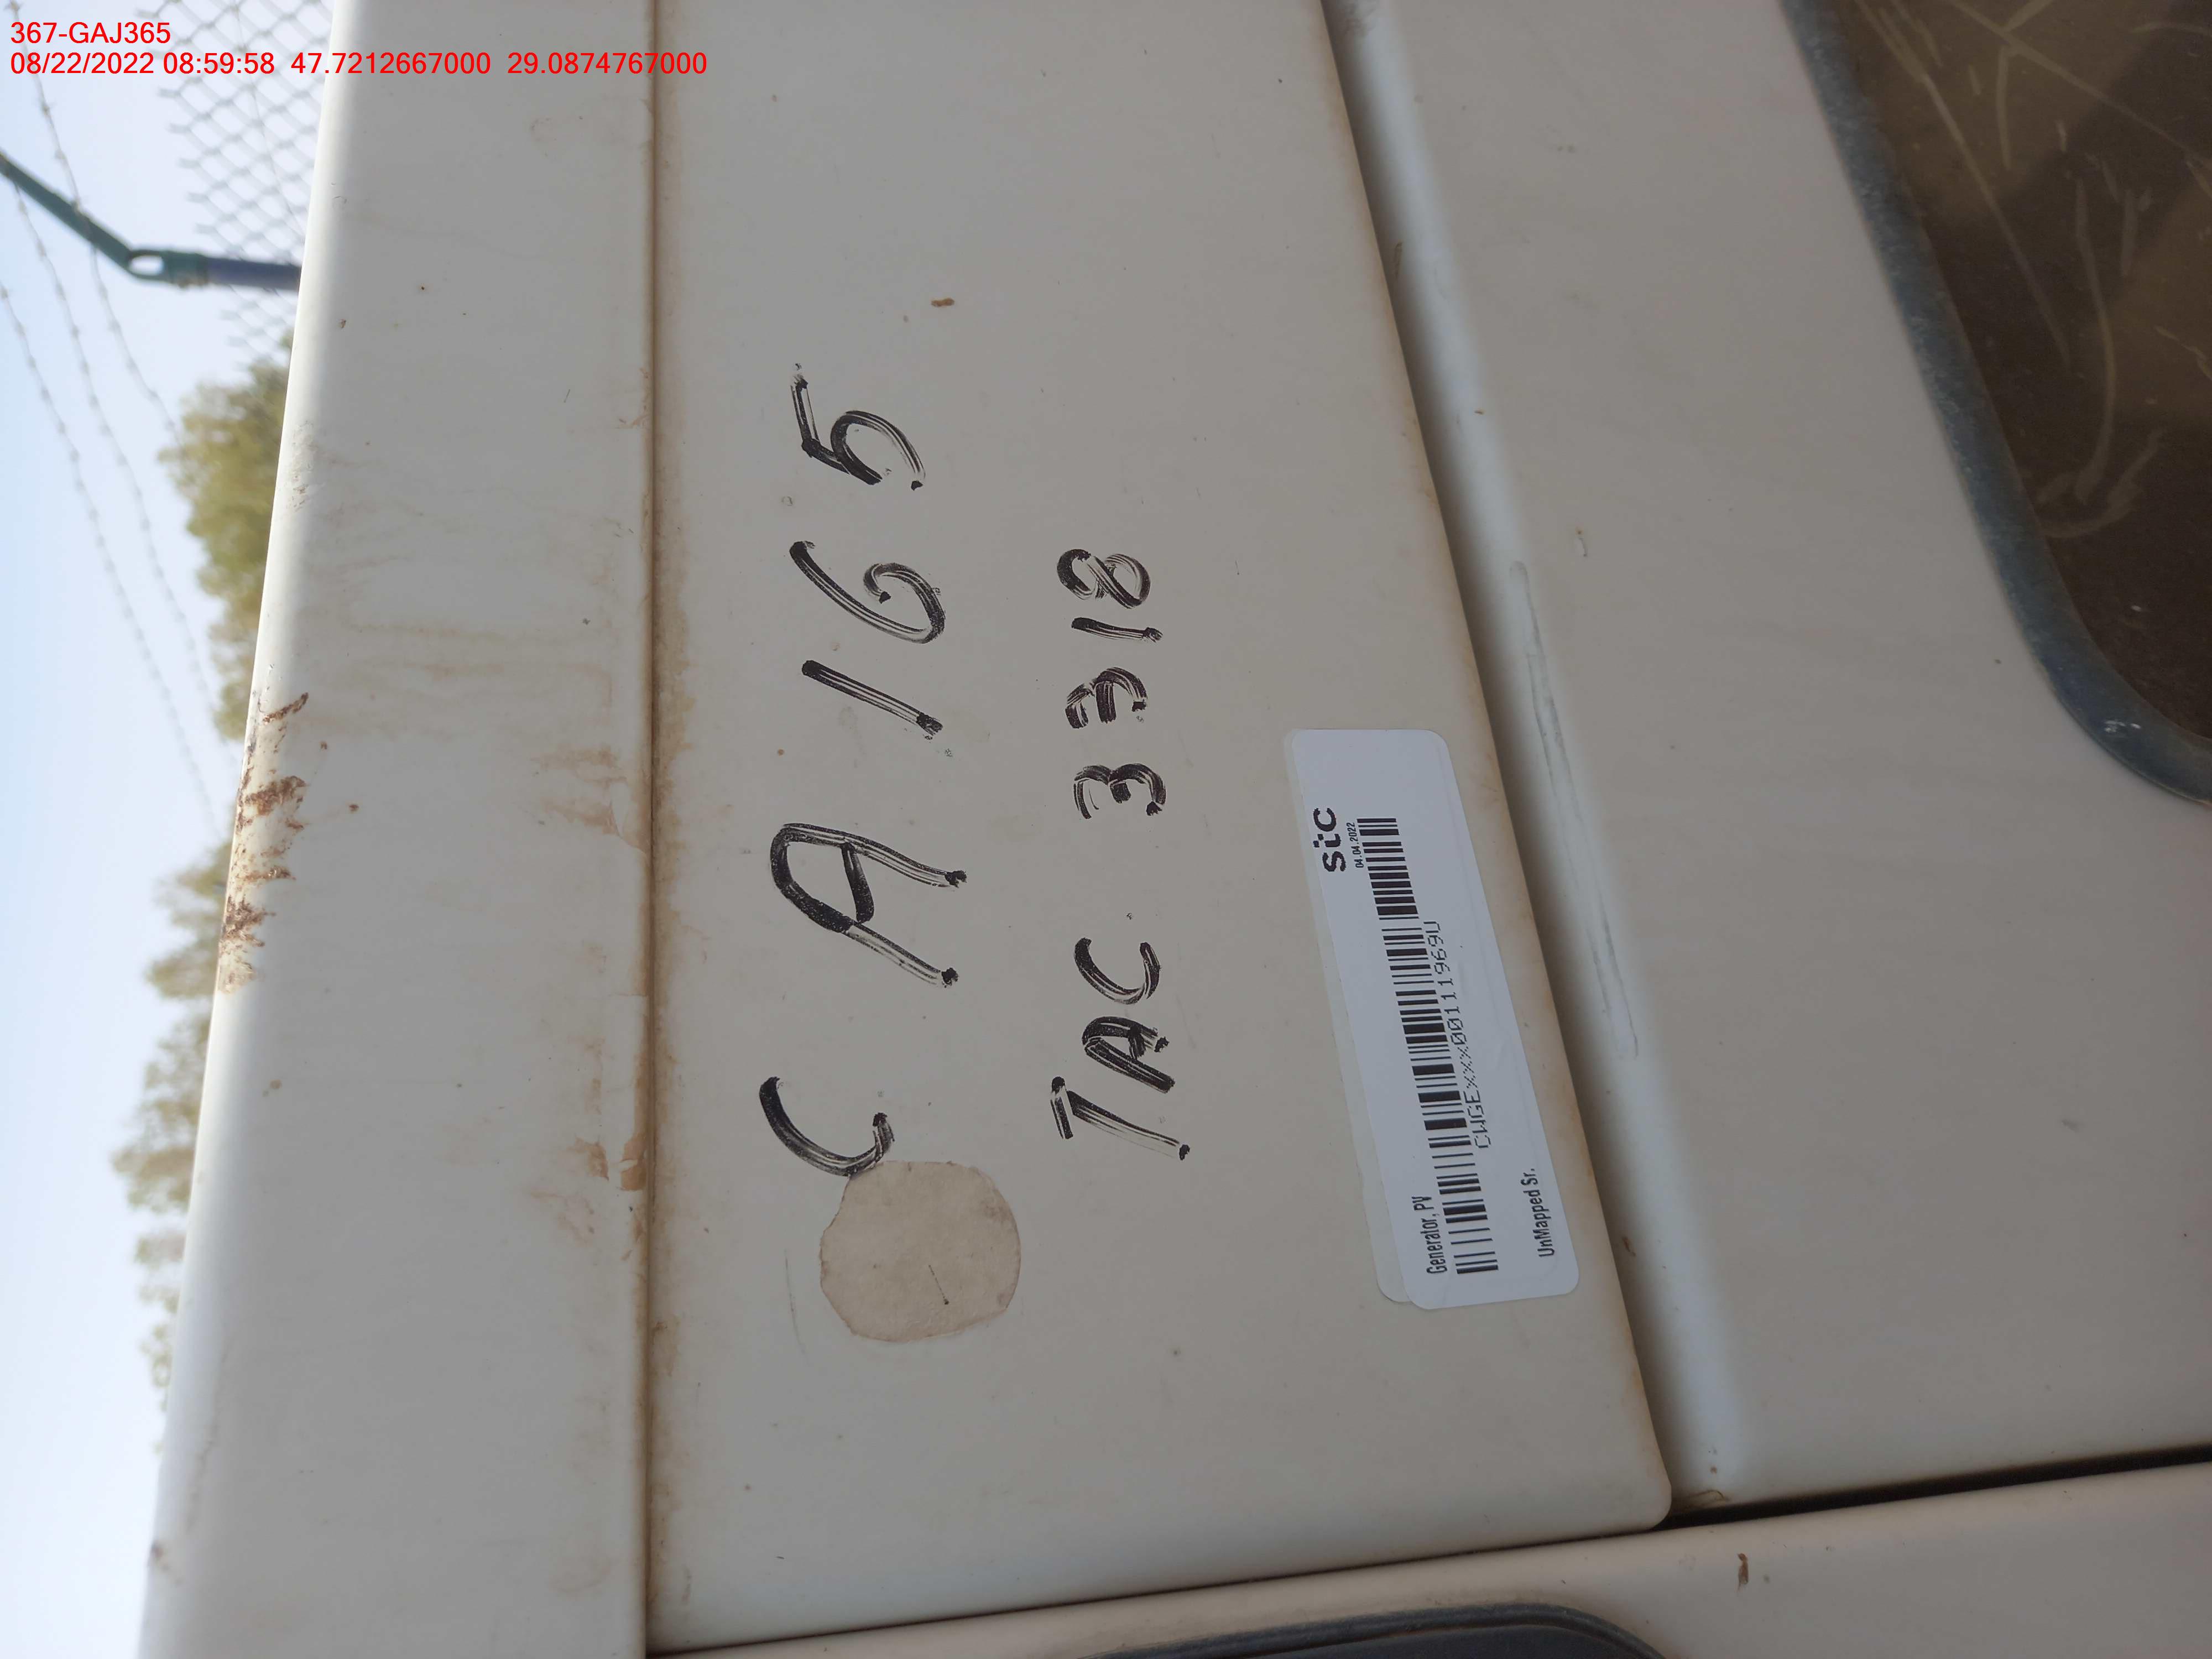 367-GAJ365
08/22/2022 08:59:58 47.7212667000 29.0874767000
CA 165
TAC 3318
stc
04.04.2022
Generator, PV
CWGEXXXX00111969U
UnMapped Sr.